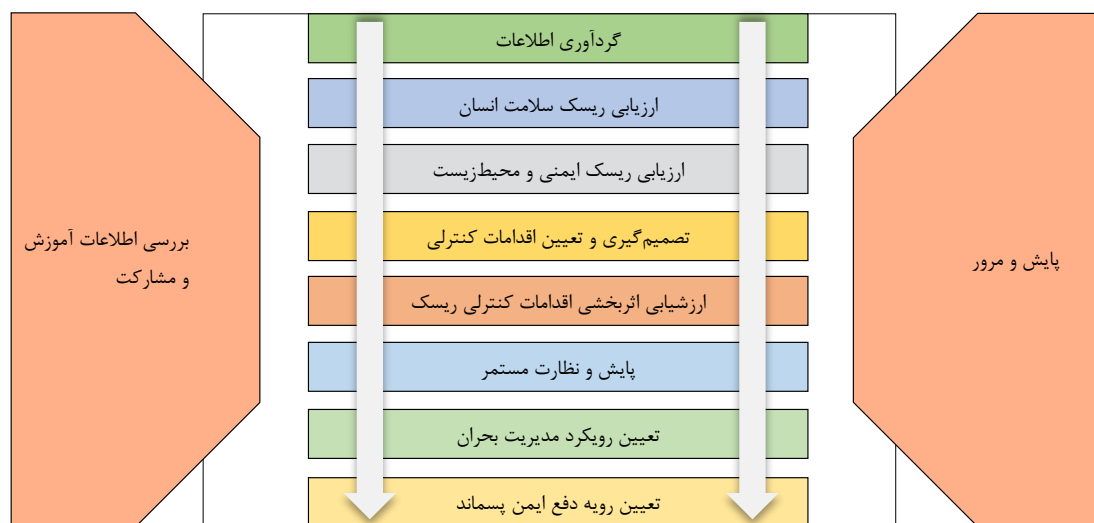 گردآوری اطلاعات
ارزیابی ریسک سلامت انسان
ارزیابی ریسک ایمنی و محیط‌زیست
تصمیم‌گیری و تعیین اقدامات کنترلی
ارزشیابی اثربخشی اقدامات کنترلی ریسک
پایش و نظارت مستمر
تعیین رویکرد مدیریت بحران
تعیین رویه دفع ایمن پسماند
پایش و مرور
بررسی اطلاعات آموزش
و مشارکت